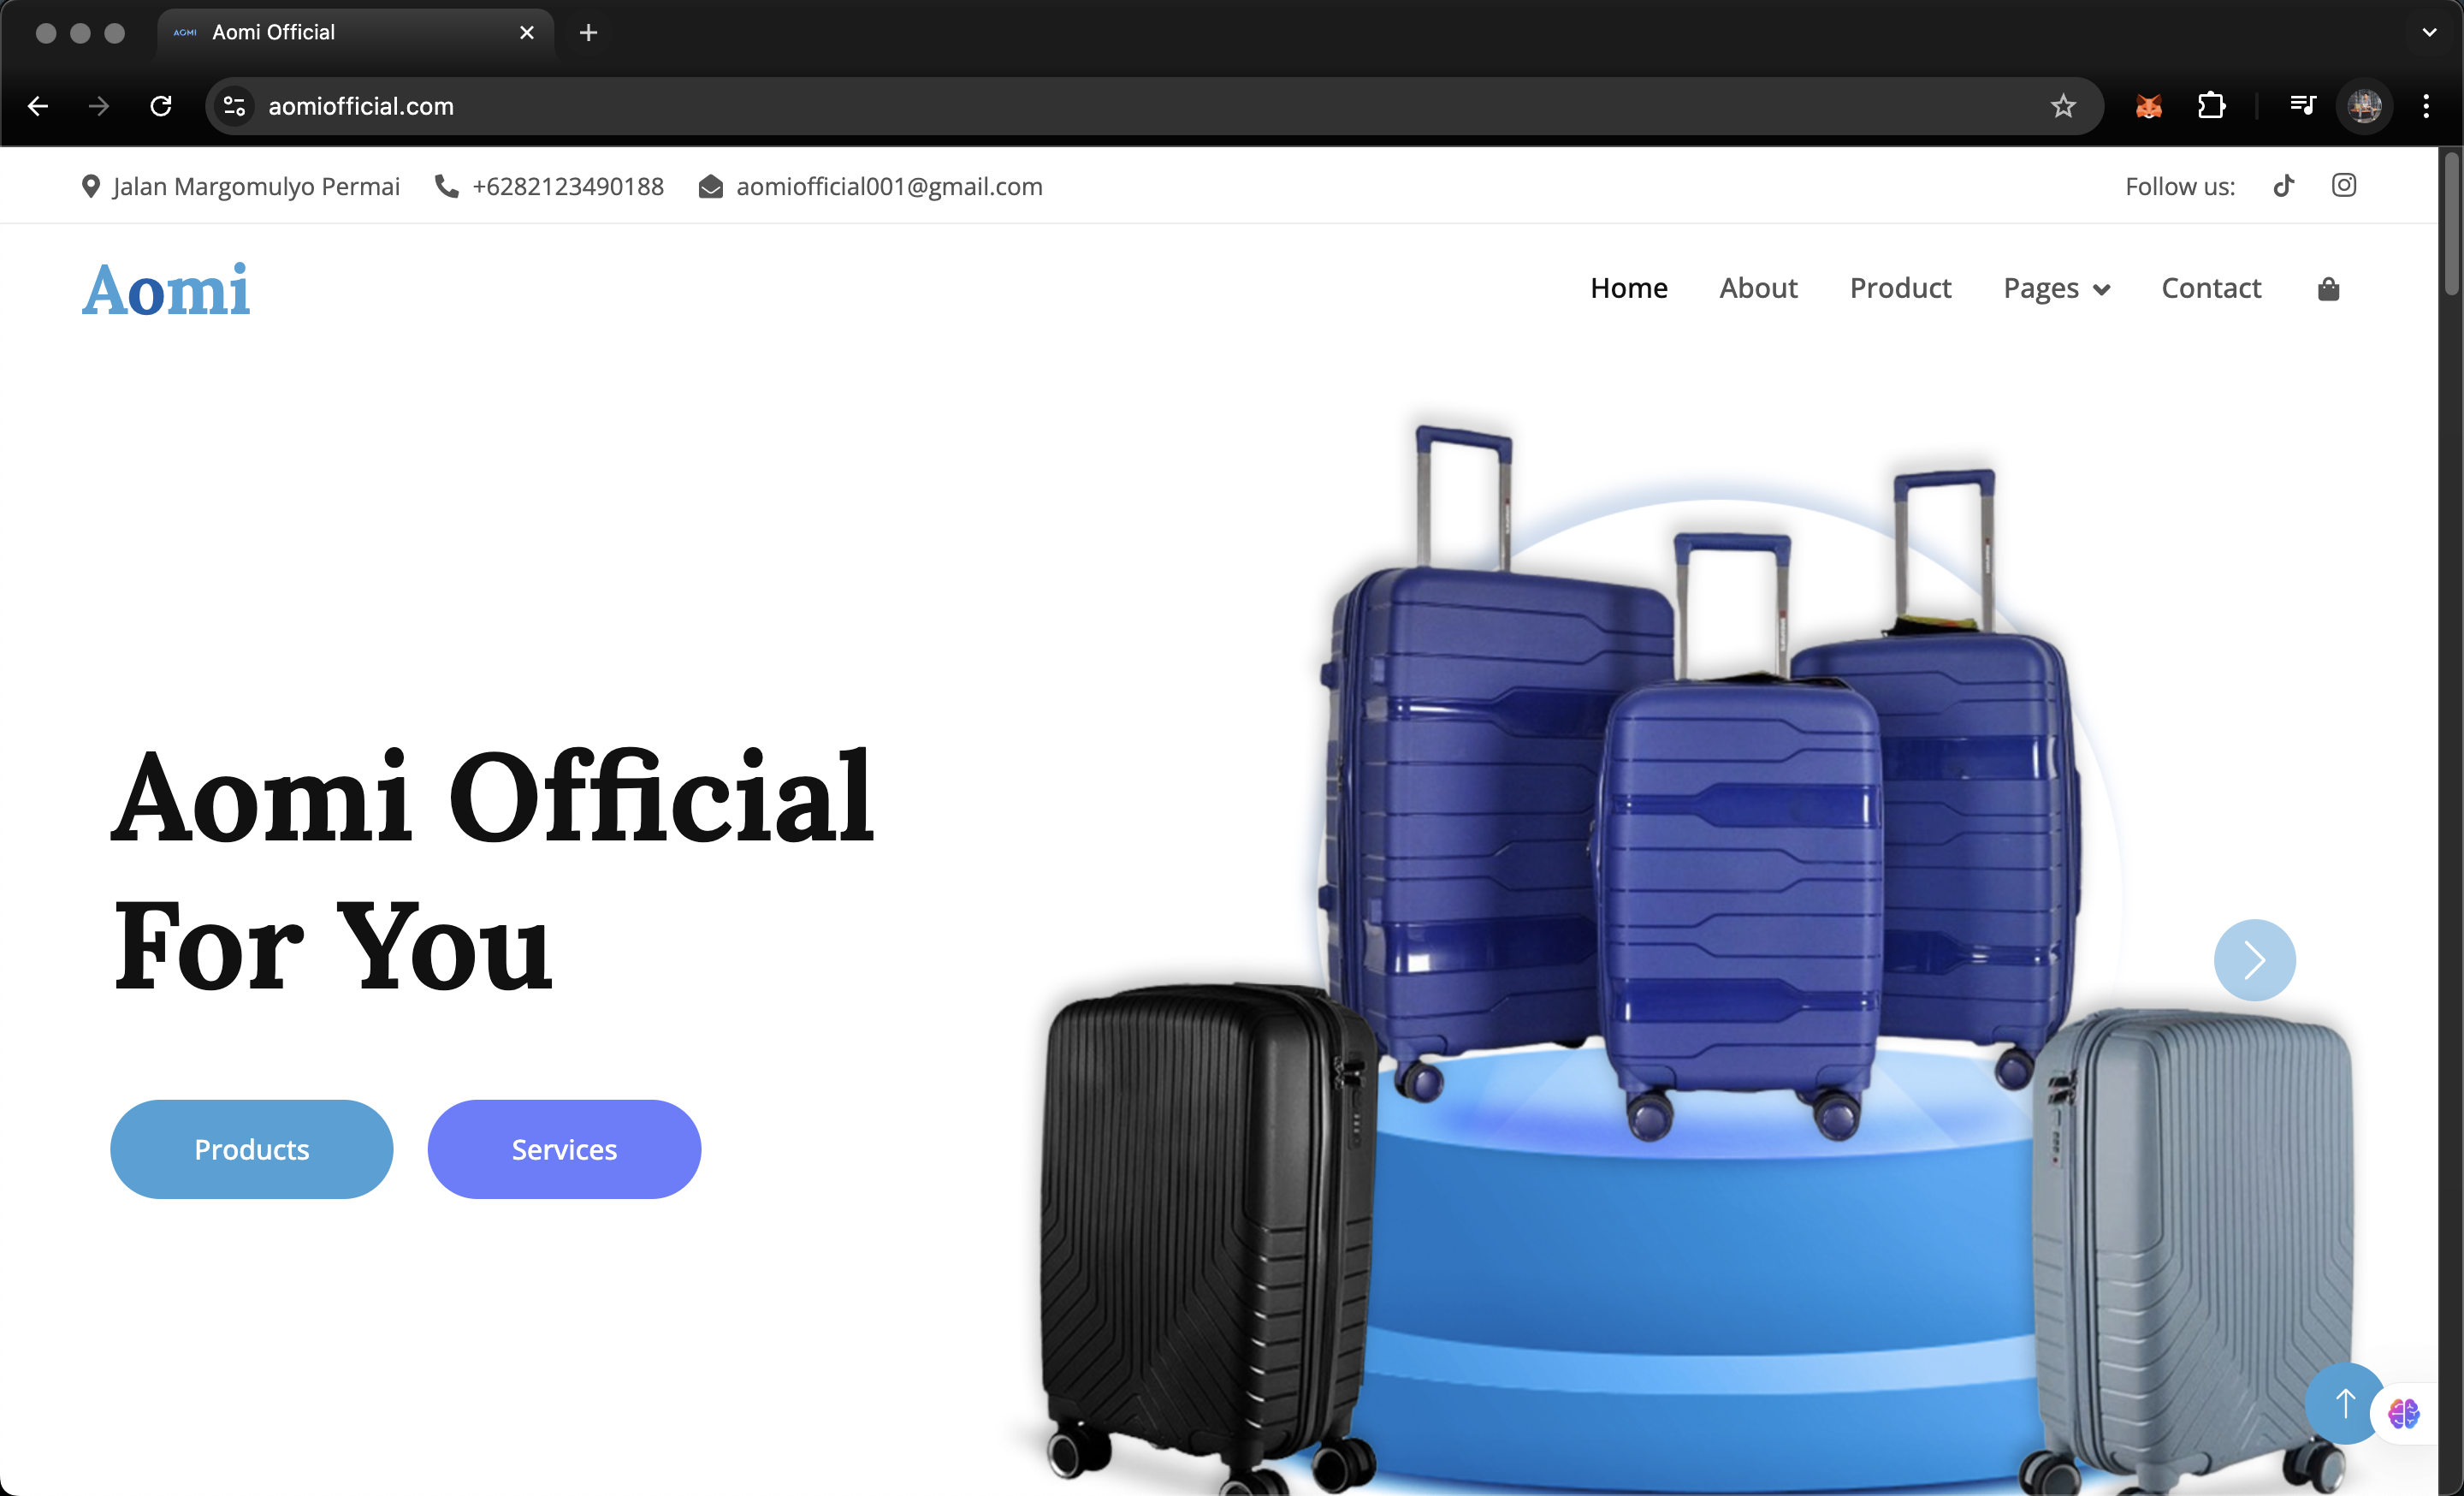 AOMI Aomi Official
aomiofficial.com
Jalan Margomulyo Permai +6282123490188 aomiofficial001@gmail.com Follow us:
Aomi Home About Product Pages Contact
Aomi Official
For You
Products Services